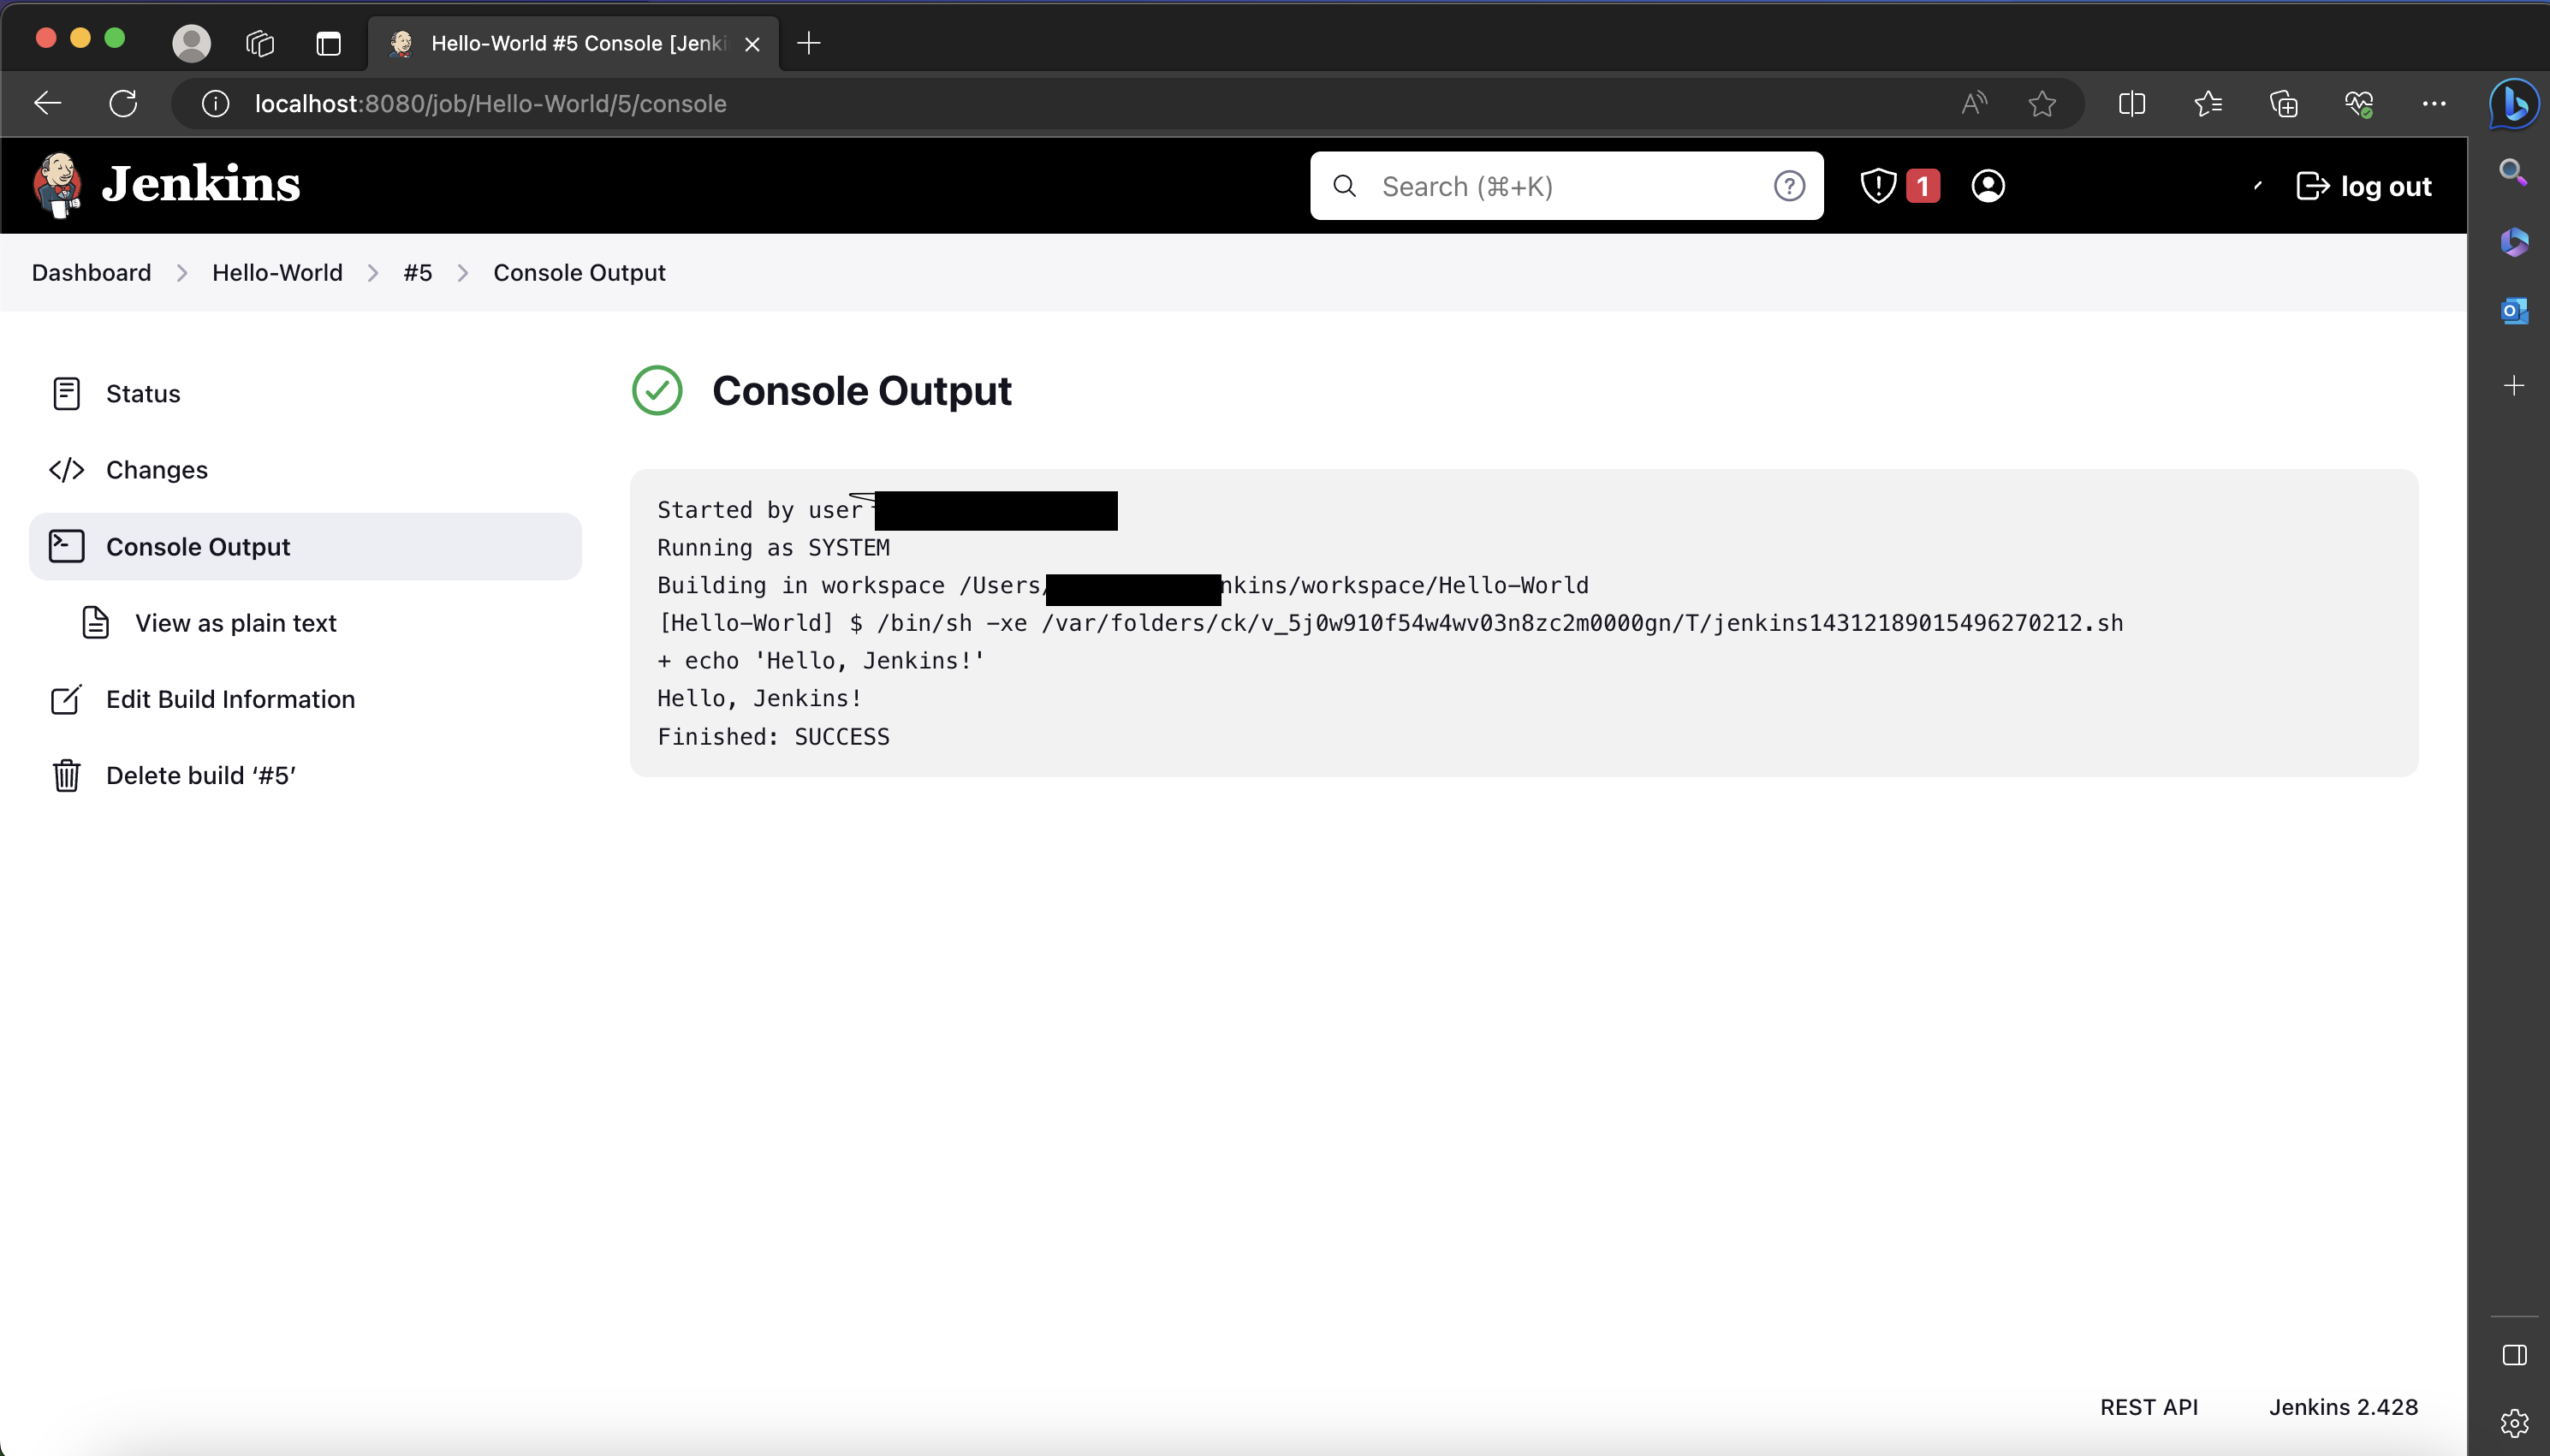 Hello-World #5 Console [Jenki
localhost:8080/job/Hello-World/5/console
Jenkins
Search (⌘+K)
1
log out
Dashboard > Hello-World > #5 > Console Output
Status
Changes
Console Output
View as plain text
Edit Build Information
Delete build ‘#5’
Console Output
Started by user
Running as SYSTEM
Building in workspace /Users/ nkins/workspace/Hello-World
[Hello-World] $ /bin/sh -xe /var/folders/ck/v_5j0w910f54w4wv03n8zc2m0000gn/T/jenkins14312189015496270212.sh
+ echo 'Hello, Jenkins!'
Hello, Jenkins!
Finished: SUCCESS
REST API
Jenkins 2.428